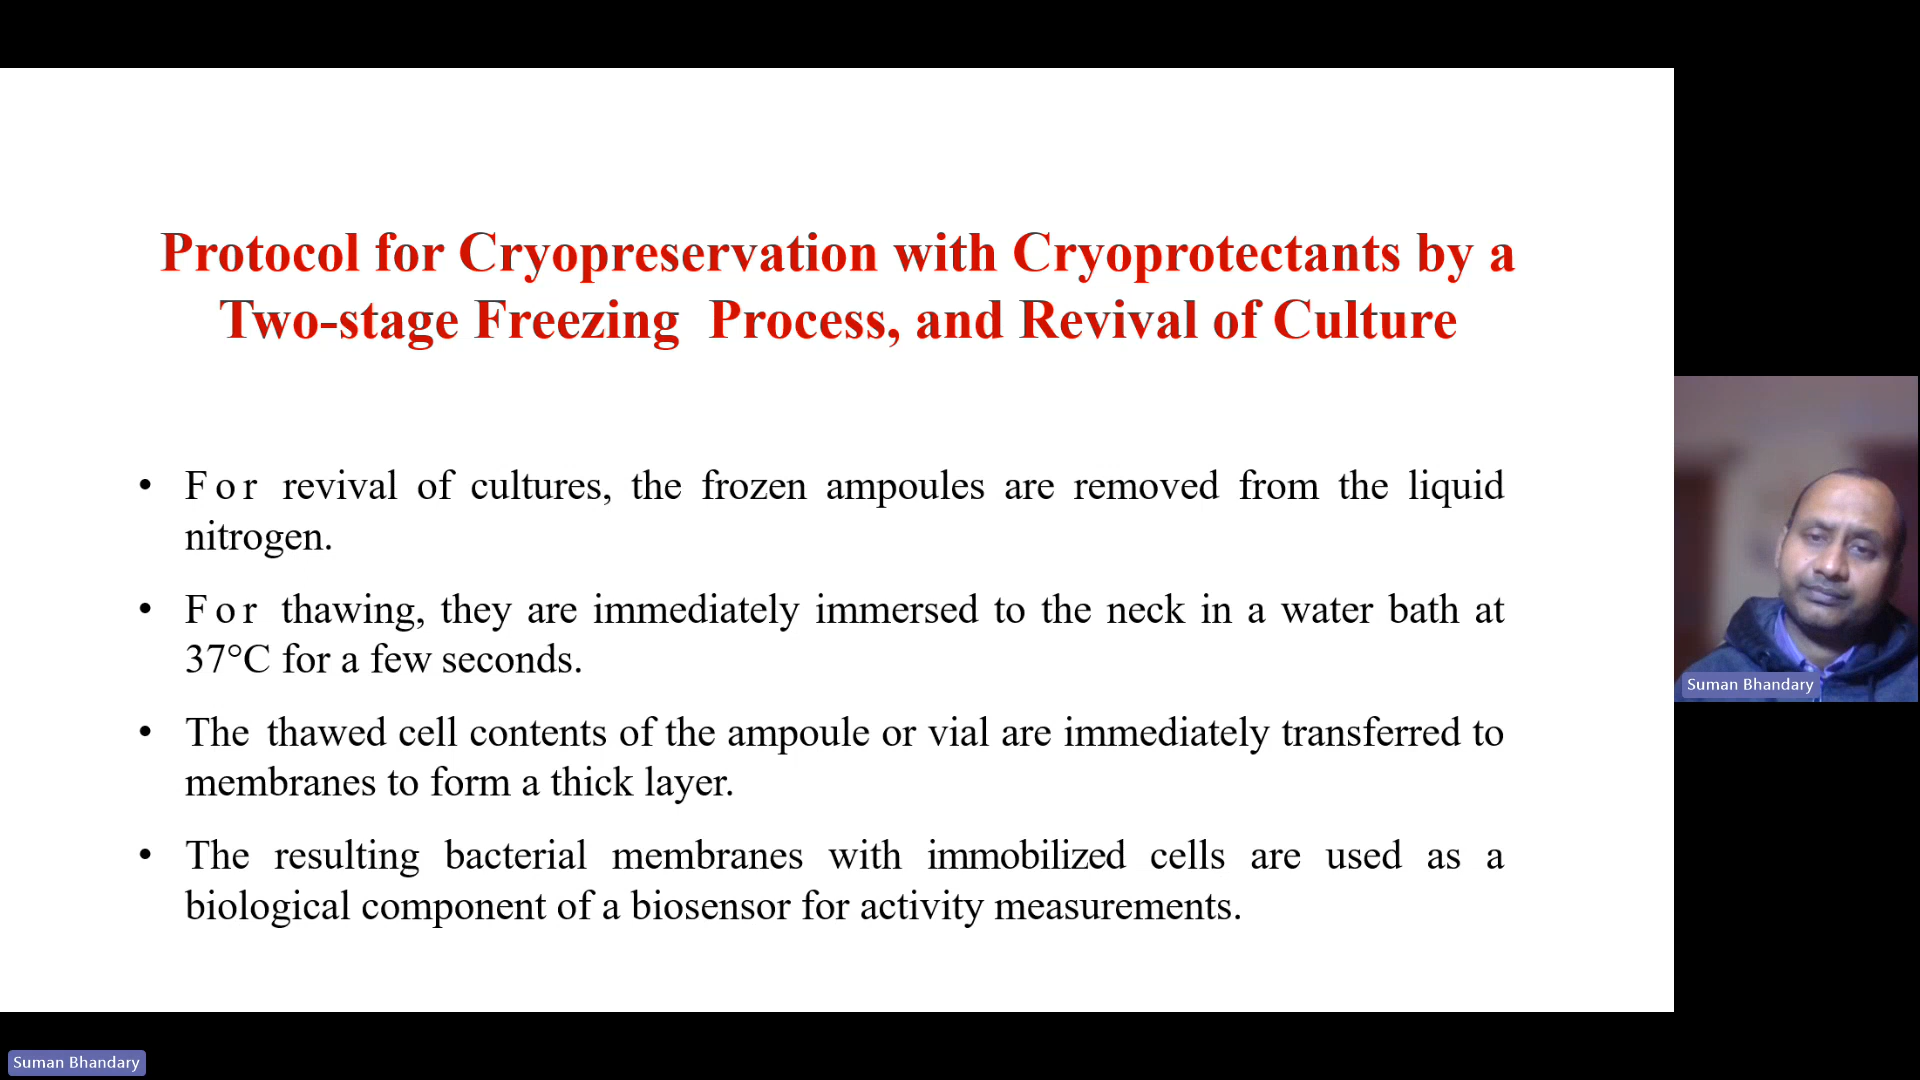 Protocol for Cryopreservation with Cryoprotectants by a
Two-stage Freezing Process, and Revival of Culture
• For revival of cultures, the frozen ampoules are removed from the liquid
nitrogen.
• For thawing, they are immediately immersed to the neck in a water bath at
37°C for a few seconds.
• The thawed cell contents of the ampoule or vial are immediately transferred to
membranes to form a thick layer.
• The resulting bacterial membranes with immobilized cells are used as a
biological component of a biosensor for activity measurements.
Suman Bhandary
Suman Bhandary